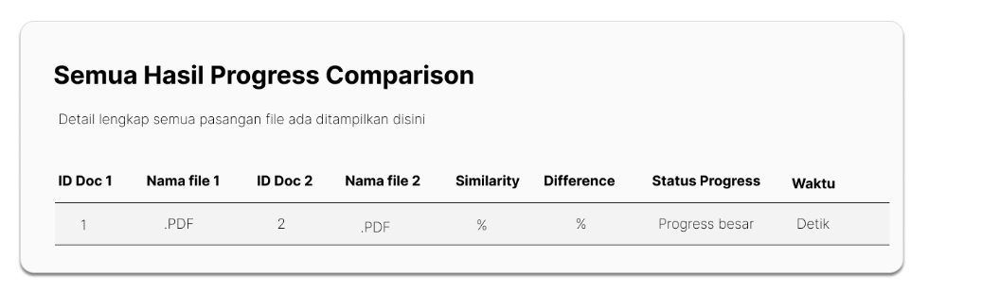 Semua Hasil Progress Comparison
Detail lengkap semua pasangan file ada ditampilkan disini
ID Doc 1 Nama file 1 ID Doc 2 Nama file 2 Similarity Difference Status Progress Waktu
1 .PDF 2 .PDF % % Progress besar Detik